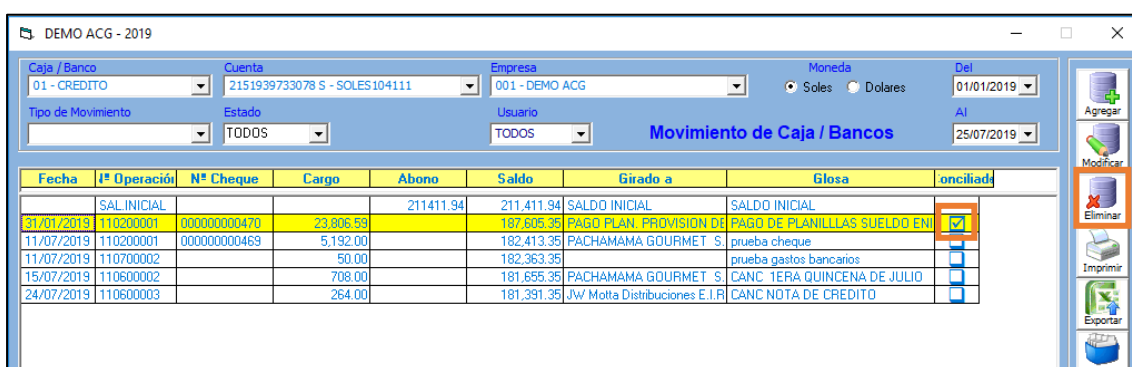 DEMO ACG - 2019
Caja / Banco Cuenta Empresa Moneda Del
01 - CREDITO 2151939733078 S - SOLES104111 001 - DEMO ACG Soles Dolares 01/01/2019
Agregar
Tipo de Movimiento Estado Usuario Al
TODOS TODOS Movimiento de Caja / Bancos 25/07/2019
Modificar
Fecha Operación Nº Cheque Cargo Abono Saldo Girado a Glosa onciliado
SAL.INICIAL 211411.94 211,411.94 SALDO INICIAL SALDO INICIAL
31/01/2019 110200001 000000000470 23,806.59 187,605.35 PAGO PLAN. PROVISION DE PAGO DE PLANILLLAS SUELDO ENE
Eliminar
11/07/2019 110200001 000000000469 5,192.00 182,413.35 PACHAMAMA GOURMET S. prueba cheque
11/07/2019 110700002 50.00 182,363.35 prueba gastos bancarios
15/07/2019 110600002 708.00 181,655.35 PACHAMAMA GOURMET S. CANC 1ERA QUINCENA DE JULIO
Imprimir
24/07/2019 110600003 264.00 181,391.35 JW Motta Distribuciones E.I.R CANC NOTA DE CREDITO
Exportar